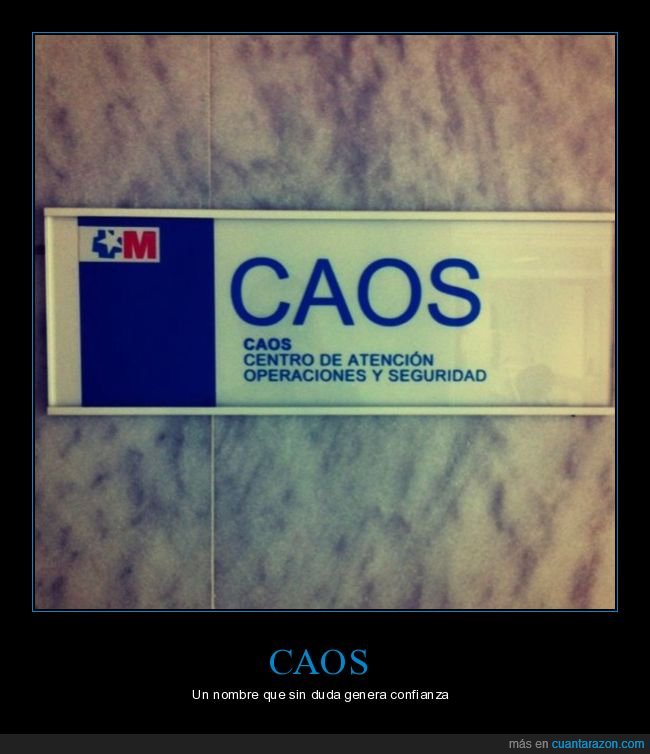 M
CAOS
CAOS
CENTRO DE ATENCIÓN
OPERACIONES Y SEGURIDAD
CAOS
Un nombre que sin duda genera confianza
más en cuantarazon.com